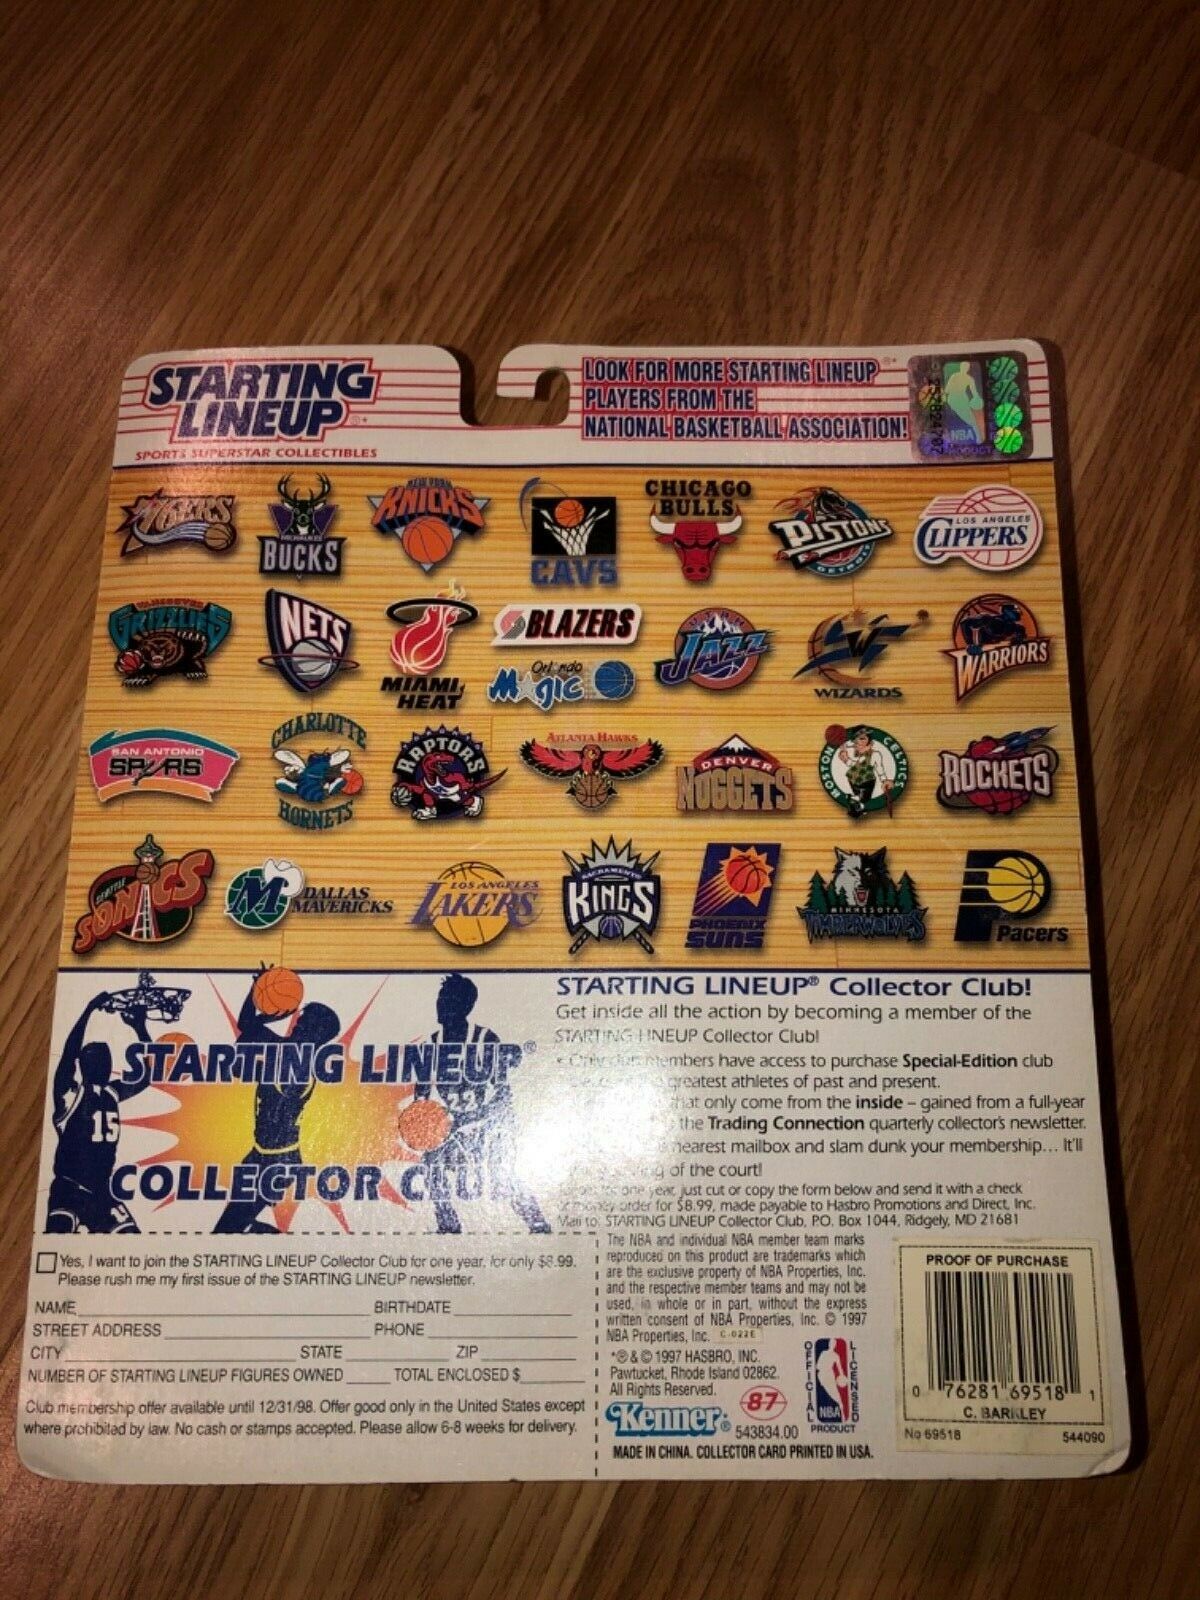 STARTING
LINEUP®*
SPORTS SUPERSTAR COLLECTIBLES
LOOK FOR MORE STARTING LINEUP®*
PLAYERS FROM THE
NATIONAL BASKETBALL ASSOCIATION!
NBA
76ERS
MILWAUKEE
BUCKS
NEW YORK
KNICKS
CAVS
CHICAGO
BULLS
PISTONS
DETROIT
LOS ANGELES
CLIPPERS
VANCOUVER
GRIZZLIES
NETS
MIAMI
HEAT
BLAZERS
Orlando
Magic
JAZZ
WIZARDS
WARRIORS
SAN ANTONIO
SPURS
CHARLOTTE
HORNETS
RAPTORS
ATLANTA HAWKS
DENVER
NUGGETS
BOSTON
CELTICS
ROCKETS
SEATTLE
SONICS
M
DALLAS
MAVERICKS
LOS ANGELES
LAKERS
SACRAMENTO
KINGS
PHOENIX
SUNS
MINNESOTA
TIMBERWOLVES
Pacers
STARTING LINEUP®
15
22
COLLECTOR CLU
STARTING LINEUP® Collector Club!
Get inside all the action by becoming a member of the
STARTING LINEUP Collector Club!
• Only club members have access to purchase Special-Edition club
greatest athletes of past and present.
that only come from the inside – gained from a full-year
the Trading Connection quarterly collector's newsletter.
nearest mailbox and slam dunk your membership... It'll
of the court!
for one year, just cut or copy the form below and send it with a check
or money order for $8.99, made payable to Hasbro Promotions and Direct, Inc.
Mail to: STARTING LINEUP Collector Club, P.O. Box 1044, Ridgely, MD 21681
Yes, I want to join the STARTING LINEUP Collector Club for one year, for only $8.99.
Please rush me my first issue of the STARTING LINEUP newsletter.
NAME BIRTHDATE
STREET ADDRESS PHONE
CITY STATE ZIP
NUMBER OF STARTING LINEUP FIGURES OWNED TOTAL ENCLOSED $
Club membership offer available until 12/31/98. Offer good only in the United States except
where prohibited by law. No cash or stamps accepted. Please allow 6-8 weeks for delivery.
The NBA and individual NBA member team marks
reproduced on this product are trademarks which
are the exclusive property of NBA Properties, Inc.
and the respective member teams and may not be
used, in whole or in part, without the express
written consent of NBA Properties, Inc. © 1997
NBA Properties, Inc. C-022E
*® & © 1997 HASBRO, INC.
Pawtucket, Rhode Island 02862.
All Rights Reserved.
Kenner®
87
543834.00
OFFICIAL
LICENSED
NBA
PRODUCT
MADE IN CHINA. COLLECTOR CARD PRINTED IN USA.
PROOF OF PURCHASE
0 76281 69518 1
C. BARKLEY
No 69518 544090